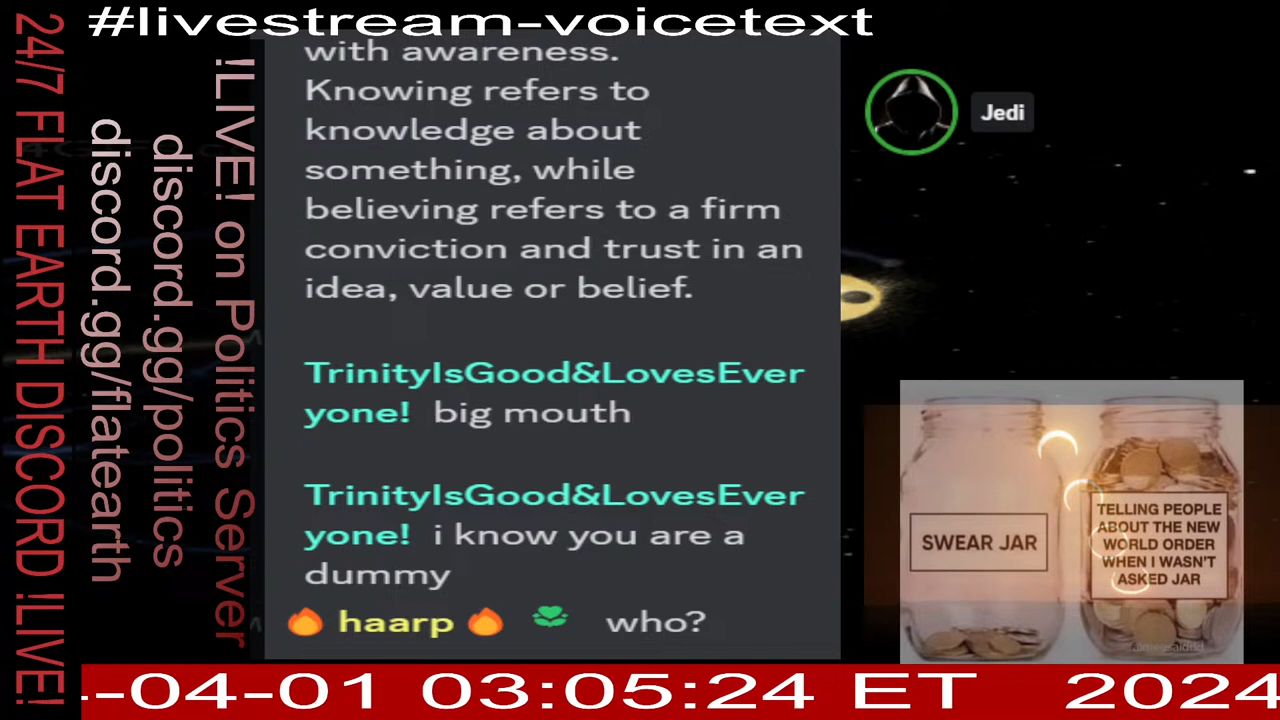 #livestream-voicetext
24/7 FLAT EARTH DISCORD !LIVE!
discord.gg/flatearth
discord.gg/politics
!LIVE! on Politics Server
with awareness.
Knowing refers to
knowledge about
something, while
believing refers to a firm
conviction and trust in an
idea, value or belief.
TrinityIsGood&LovesEver
yone! big mouth
TrinityIsGood&LovesEver
yone! i know you are a
dummy
🔥 haarp 🔥 who?
Jedi
SWEAR JAR
TELLING PEOPLE
ABOUT THE NEW
WORLD ORDER
WHEN I WASN'T
ASKED JAR
-04-01 03:05:24 ET 2024